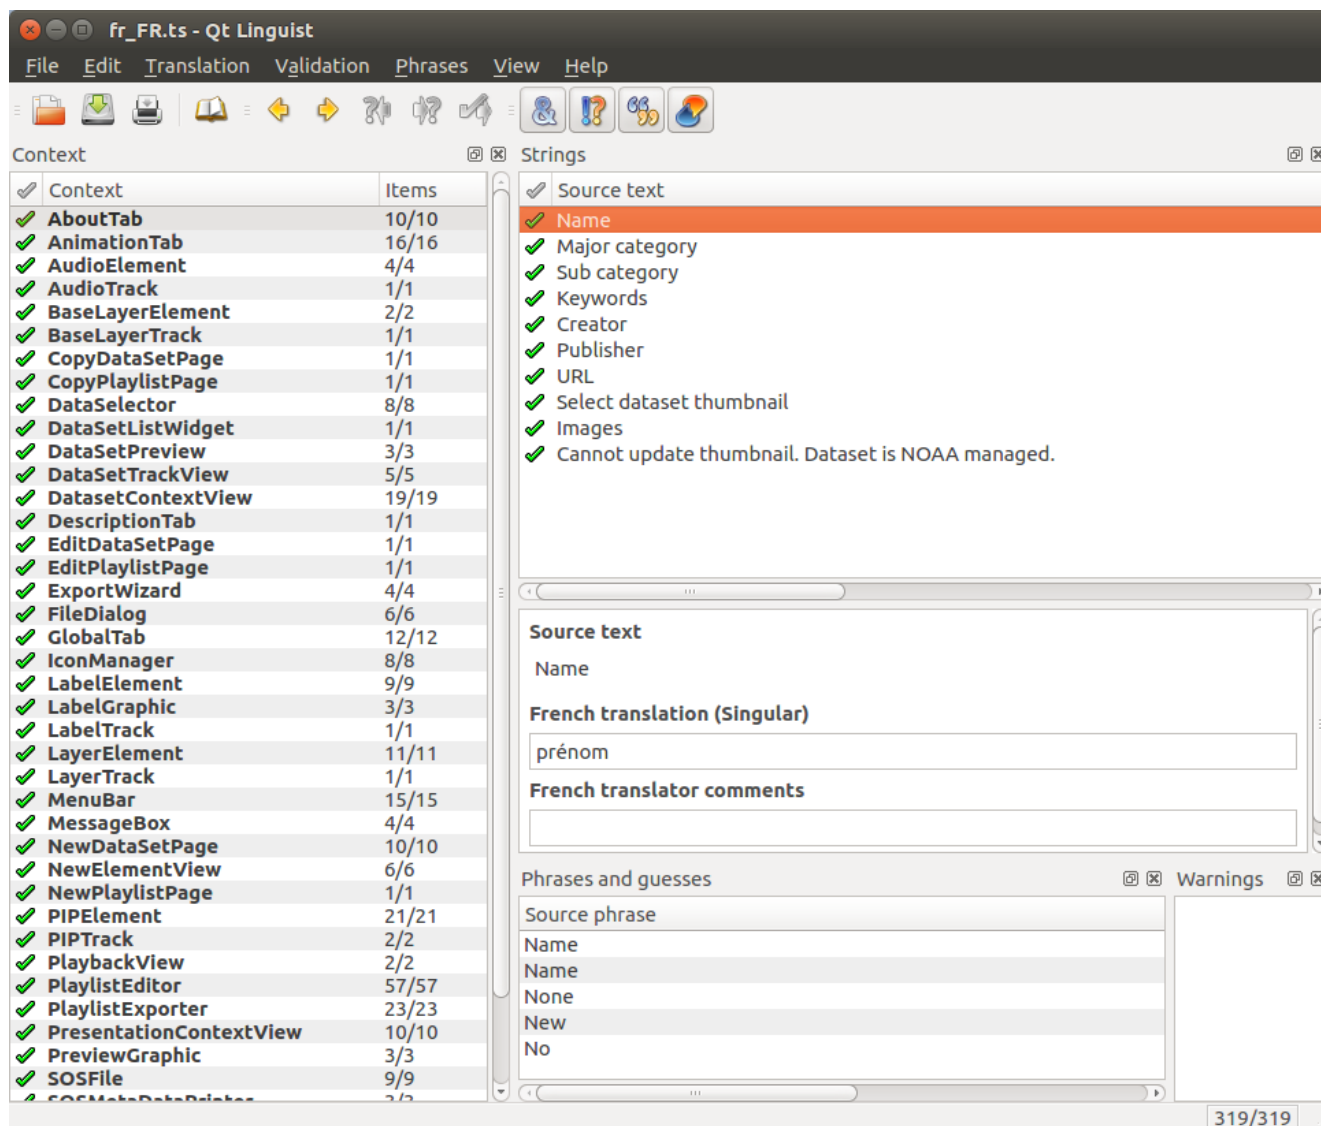 fr_FR.ts - Qt Linguist
File Edit Translation Validation Phrases View Help
Context
Context Items
AboutTab 10/10
AnimationTab 16/16
AudioElement 4/4
AudioTrack 1/1
BaseLayerElement 2/2
BaseLayerTrack 1/1
CopyDataSetPage 1/1
CopyPlaylistPage 1/1
DataSelector 8/8
DataSetListWidget 1/1
DataSetPreview 3/3
DataSetTrackView 5/5
DatasetContextView 19/19
DescriptionTab 1/1
EditDataSetPage 1/1
EditPlaylistPage 1/1
ExportWizard 4/4
FileDialog 6/6
GlobalTab 12/12
IconManager 8/8
LabelElement 9/9
LabelGraphic 3/3
LabelTrack 1/1
LayerElement 11/11
LayerTrack 1/1
MenuBar 15/15
MessageBox 4/4
NewDataSetPage 10/10
NewElementView 6/6
NewPlaylistPage 1/1
PIPElement 21/21
PIPTrack 2/2
PlaybackView 2/2
PlaylistEditor 57/57
PlaylistExporter 23/23
PresentationContextView 10/10
PreviewGraphic 3/3
SOSFile 9/9
Strings
Source text
Name
Major category
Sub category
Keywords
Creator
Publisher
URL
Select dataset thumbnail
Images
Cannot update thumbnail. Dataset is NOAA managed.
Source text
Name
French translation (Singular)
prénom
French translator comments
Phrases and guesses
Source phrase
Name
Name
None
New
No
Warnings
319/319